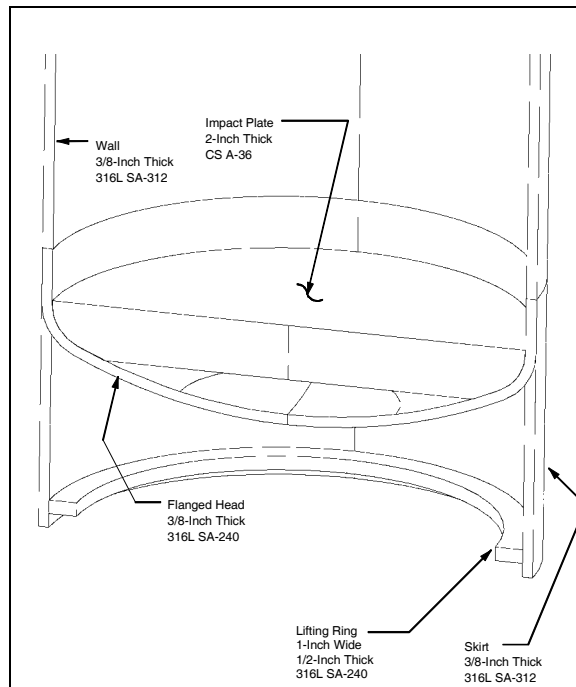 Impact Plate
2-Inch Thick
CS A-36
Wall
3/8-Inch Thick
316L SA-312
Flanged Head
3/8-Inch Thick
316L SA-240
Lifting Ring
1-Inch Wide
1/2-Inch Thick
316L SA-240
Skirt
3/8-Inch Thick
316L SA-312